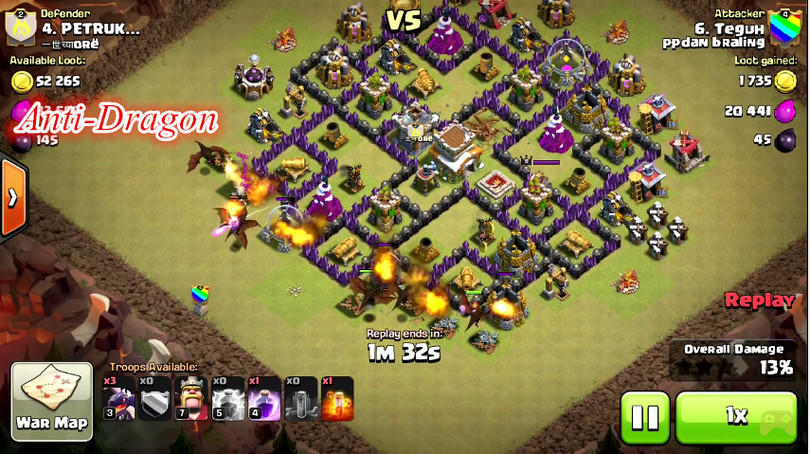 2
Defender
4. PETRUK...
Available Loot:
52 265
145
Anti-Dragon
VS
4
Attacker
6. Teguh
ppdan braling
Loot gained:
1 735
20 441
45
Replay
Replay ends in:
1M 32s
Overall Damage
13%
Troops Available:
x3 x0 x0 x1 x0 x1
3 7 5 4
War Map
1x